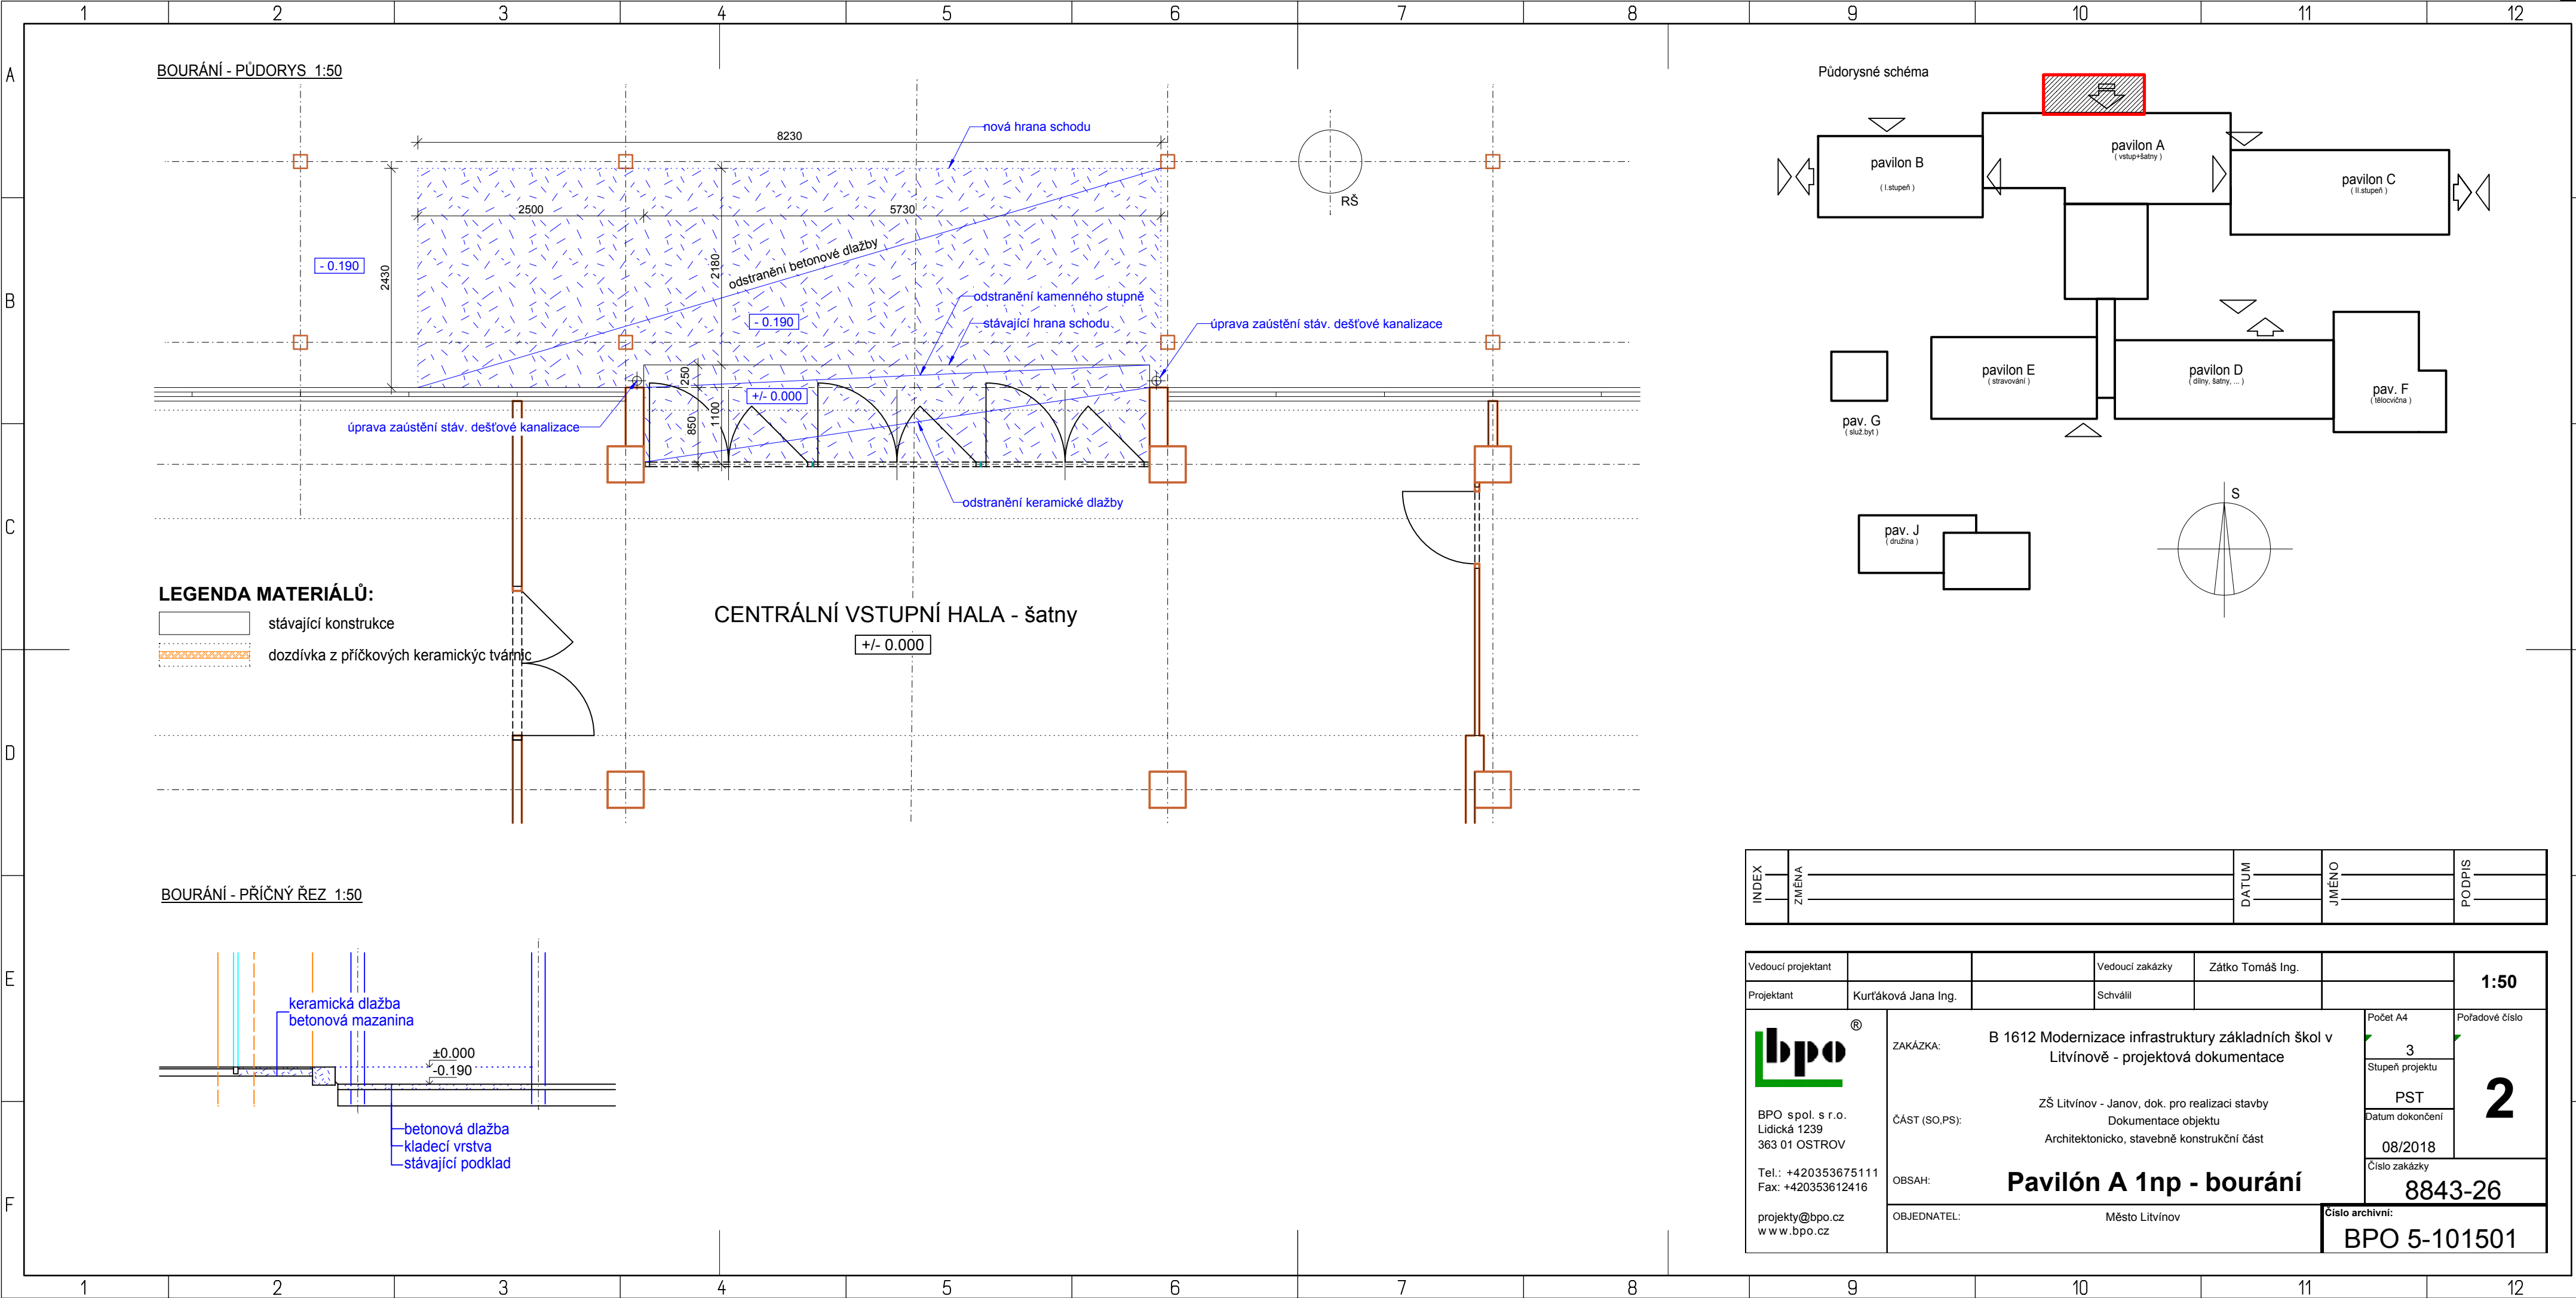 1 2 3 4 5 6 7 8 9 10 11 12
A
B
C
D
E
F
BOURÁNÍ - PŮDORYS 1:50
nová hrana schodu
8230
2500
5730
RŠ
- 0.190
2430
2180
odstranění betonové dlažby
odstranění kamenného stupně
- 0.190
stávající hrana schodu
úprava zaústění stáv. dešťové kanalizace
250
+/- 0.000
850
1100
úprava zaústění stáv. dešťové kanalizace
odstranění keramické dlažby
LEGENDA MATERIÁLŮ:
stávající konstrukce
dozdívka z příčkových keramickýc tvárnic
CENTRÁLNÍ VSTUPNÍ HALA - šatny
+/- 0.000
BOURÁNÍ - PŘÍČNÝ ŘEZ 1:50
keramická dlažba
betonová mazanina
±0.000
-0.190
betonová dlažba
kladecí vrstva
stávající podklad
Půdorysné schéma
pavilon A
( vstup+šatny )
pavilon B
( I.stupeň )
pavilon C
( II.stupeň )
pavilon E
( stravování )
pavilon D
( dílny, šatny, ... )
pav. F
( tělocvična )
pav. G
( služ.byt )
pav. J
( družina )
S
INDEX
ZMĚNA
DATUM
JMÉNO
PODPIS
Vedoucí projektant
Vedoucí zakázky
Zátko Tomáš Ing.
1:50
Projektant
Kurťáková Jana Ing.
Schválil
bpo ®
BPO spol. s r.o.
Lidická 1239
363 01 OSTROV
Tel.: +420353675111
Fax: +420353612416
projekty@bpo.cz
www.bpo.cz
ZAKÁZKA:
B 1612 Modernizace infrastruktury základních škol v
Litvínově - projektová dokumentace
ČÁST (SO,PS):
ZŠ Litvínov - Janov, dok. pro realizaci stavby
Dokumentace objektu
Architektonicko, stavebně konstrukční část
OBSAH:
Pavilón A 1np - bourání
OBJEDNATEL:
Město Litvínov
Počet A4
3
Pořadové číslo
2
Stupeň projektu
PST
Datum dokončení
08/2018
Číslo zakázky
8843-26
Číslo archivní:
BPO 5-101501
1 2 3 4 5 6 7 8 9 10 11 12